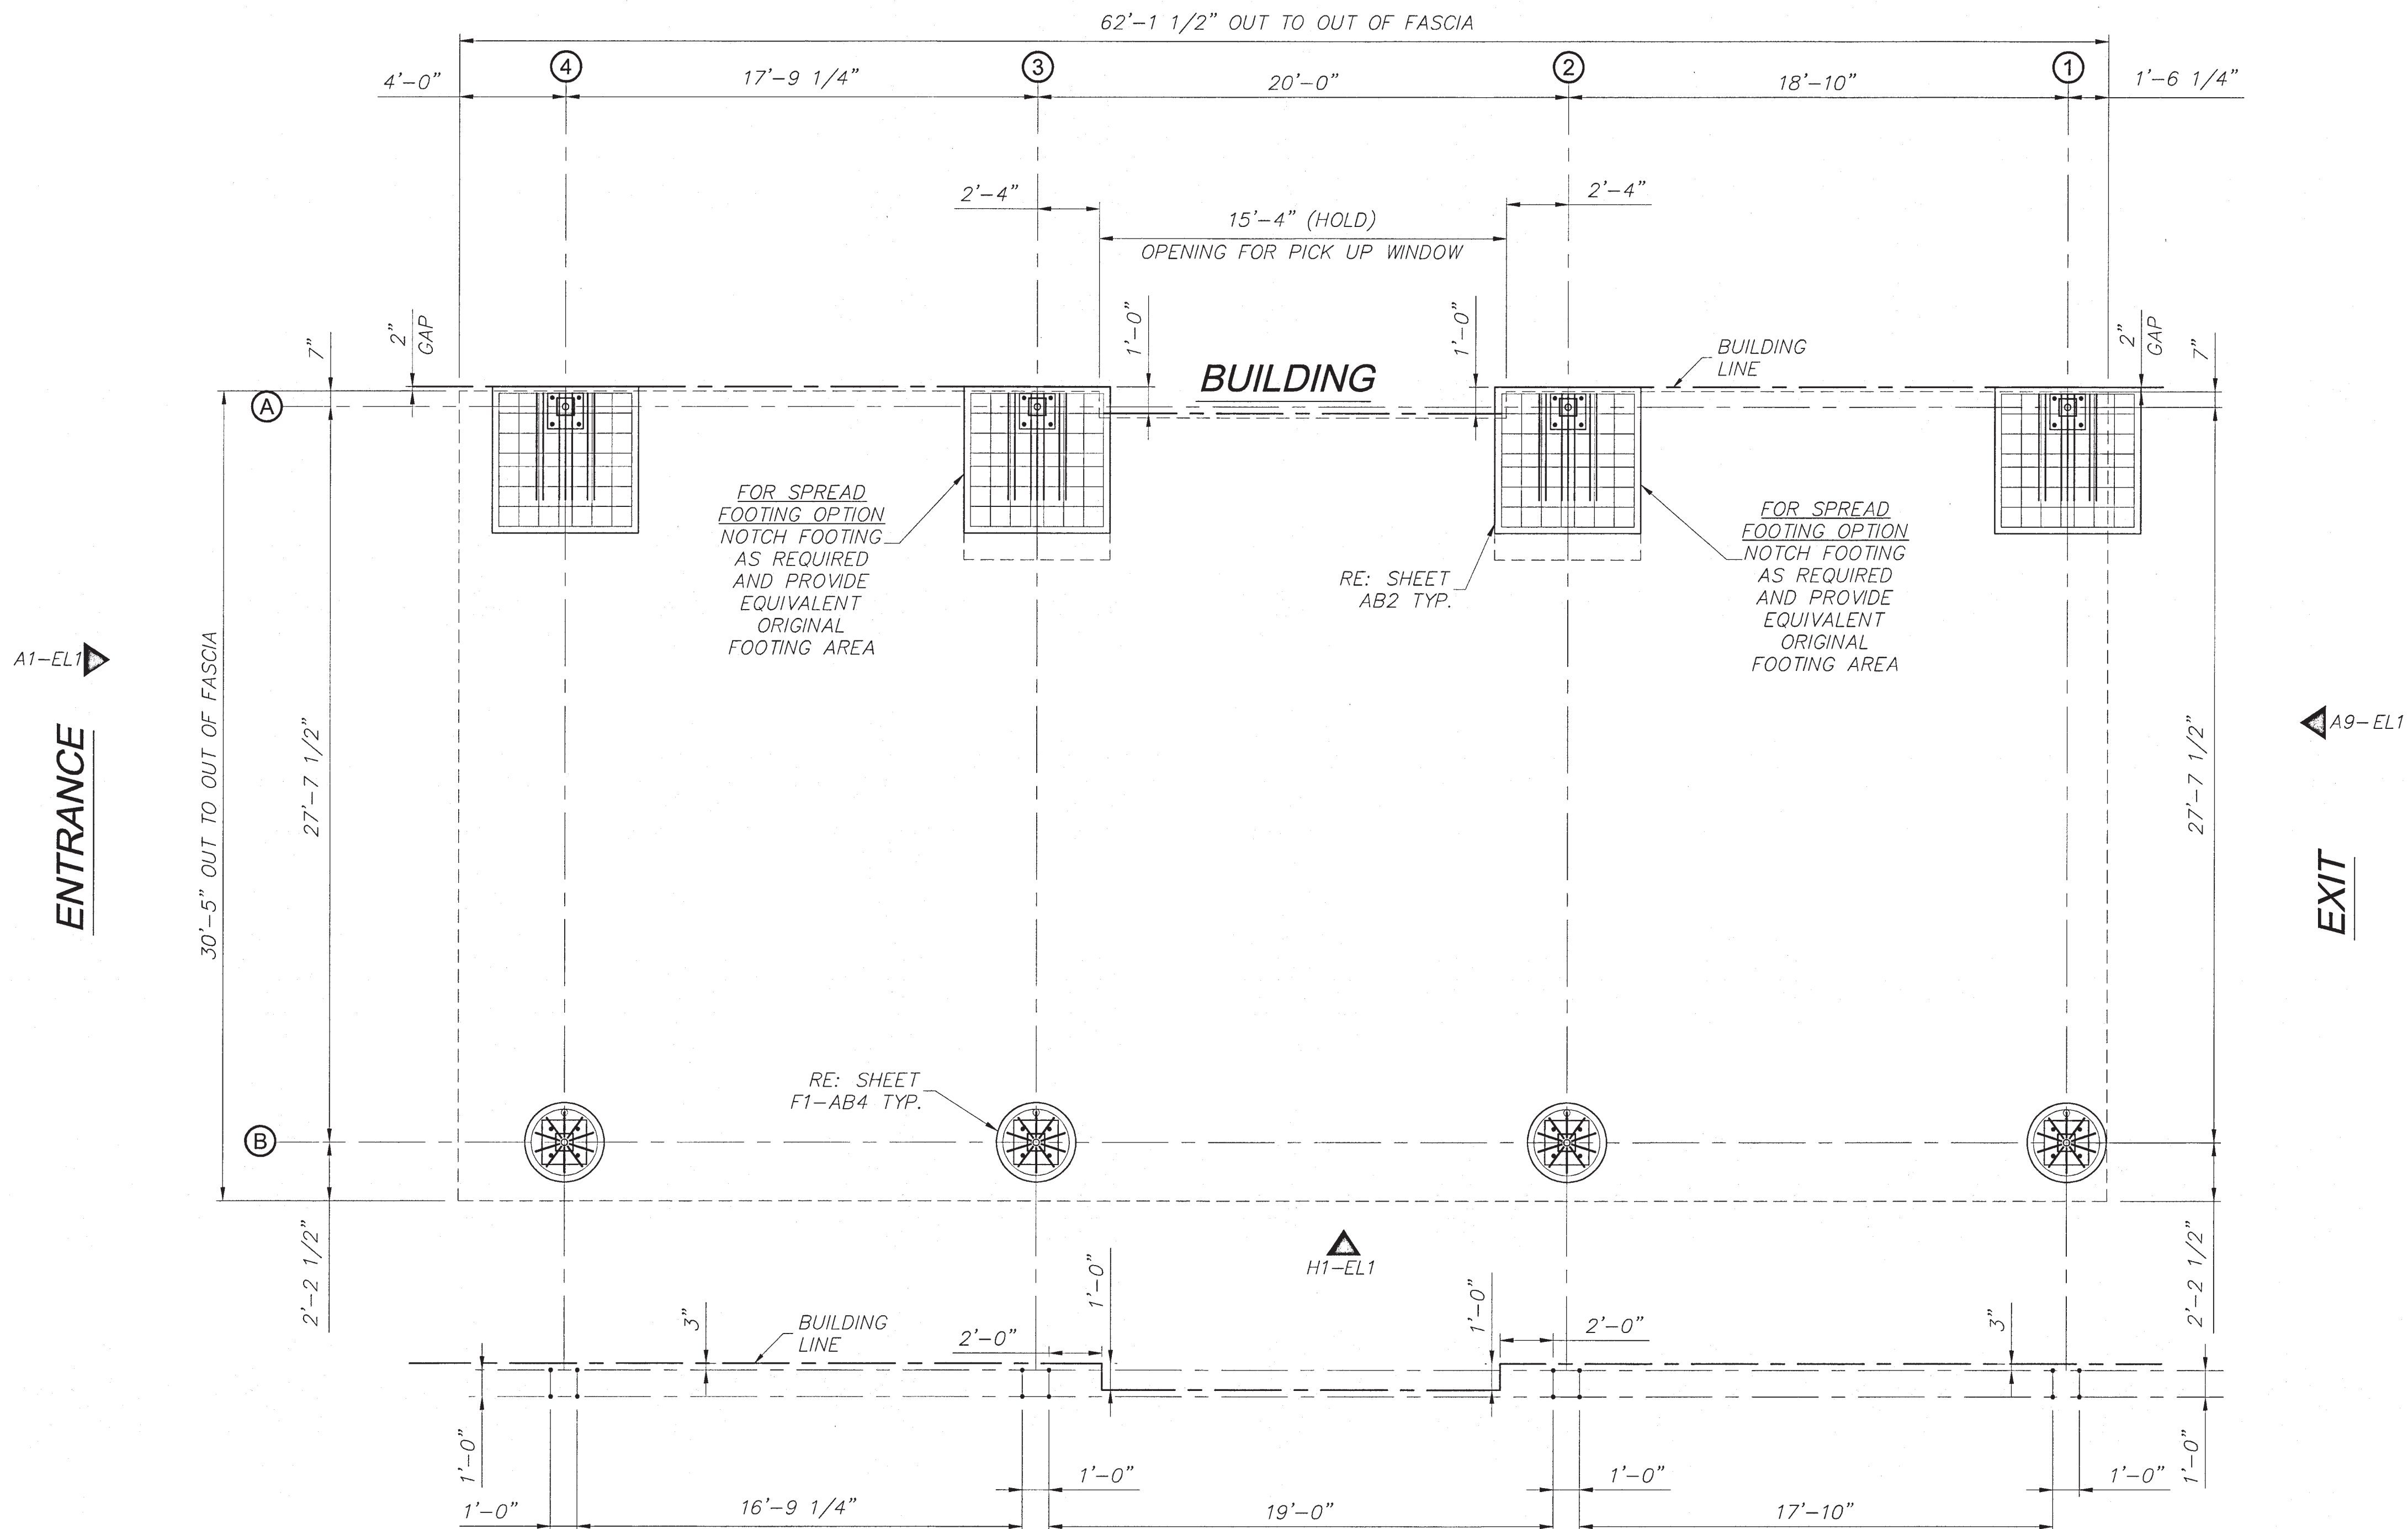 62'-1 1/2" OUT TO OUT OF FASCIA
4 3 2 1
4'-0" 17'-9 1/4" 20'-0" 18'-10" 1'-6 1/4"
2'-4" 2'-4"
15'-4" (HOLD)
OPENING FOR PICK UP WINDOW
7" 2" GAP 1'-0" 1'-0" 2" GAP 7"
BUILDING
BUILDING
LINE
A
FOR SPREAD
FOOTING OPTION
NOTCH FOOTING
AS REQUIRED
AND PROVIDE
EQUIVALENT
ORIGINAL
FOOTING AREA
RE: SHEET
AB2 TYP.
FOR SPREAD
FOOTING OPTION
NOTCH FOOTING
AS REQUIRED
AND PROVIDE
EQUIVALENT
ORIGINAL
FOOTING AREA
A1-EL1
A9-EL1
ENTRANCE
30'-5" OUT TO OUT OF FASCIA
27'-7 1/2"
27'-7 1/2"
EXIT
RE: SHEET
F1-AB4 TYP.
B
2'-2 1/2"
2'-2 1/2"
H1-EL1
BUILDING
LINE
3" 2'-0" 1'-0" 1'-0" 2'-0" 3"
1'-0" 1'-0" 1'-0" 1'-0" 1'-0"
1'-0" 16'-9 1/4" 19'-0" 17'-10"